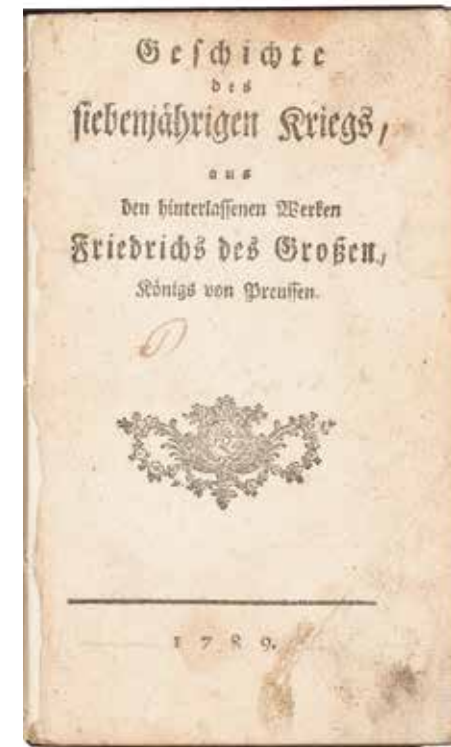 Geschichte
des
siebenjährigen Kriegs,
aus
den hinterlassenen Werken
Friedrichs des Großen,
Königs von Preussen.
1789.